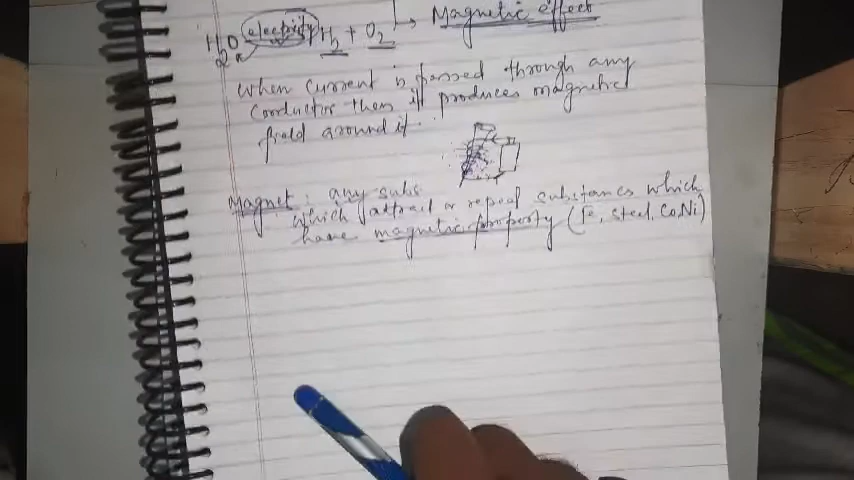 Magnetic effect
H2O electricity H2 + O2
when current is passed through any
conductor then it produces magnetic
field around it.
Magnet : any subs
which attract or repeal substances which
have magnetic property (Fe, steel, Co, Ni)